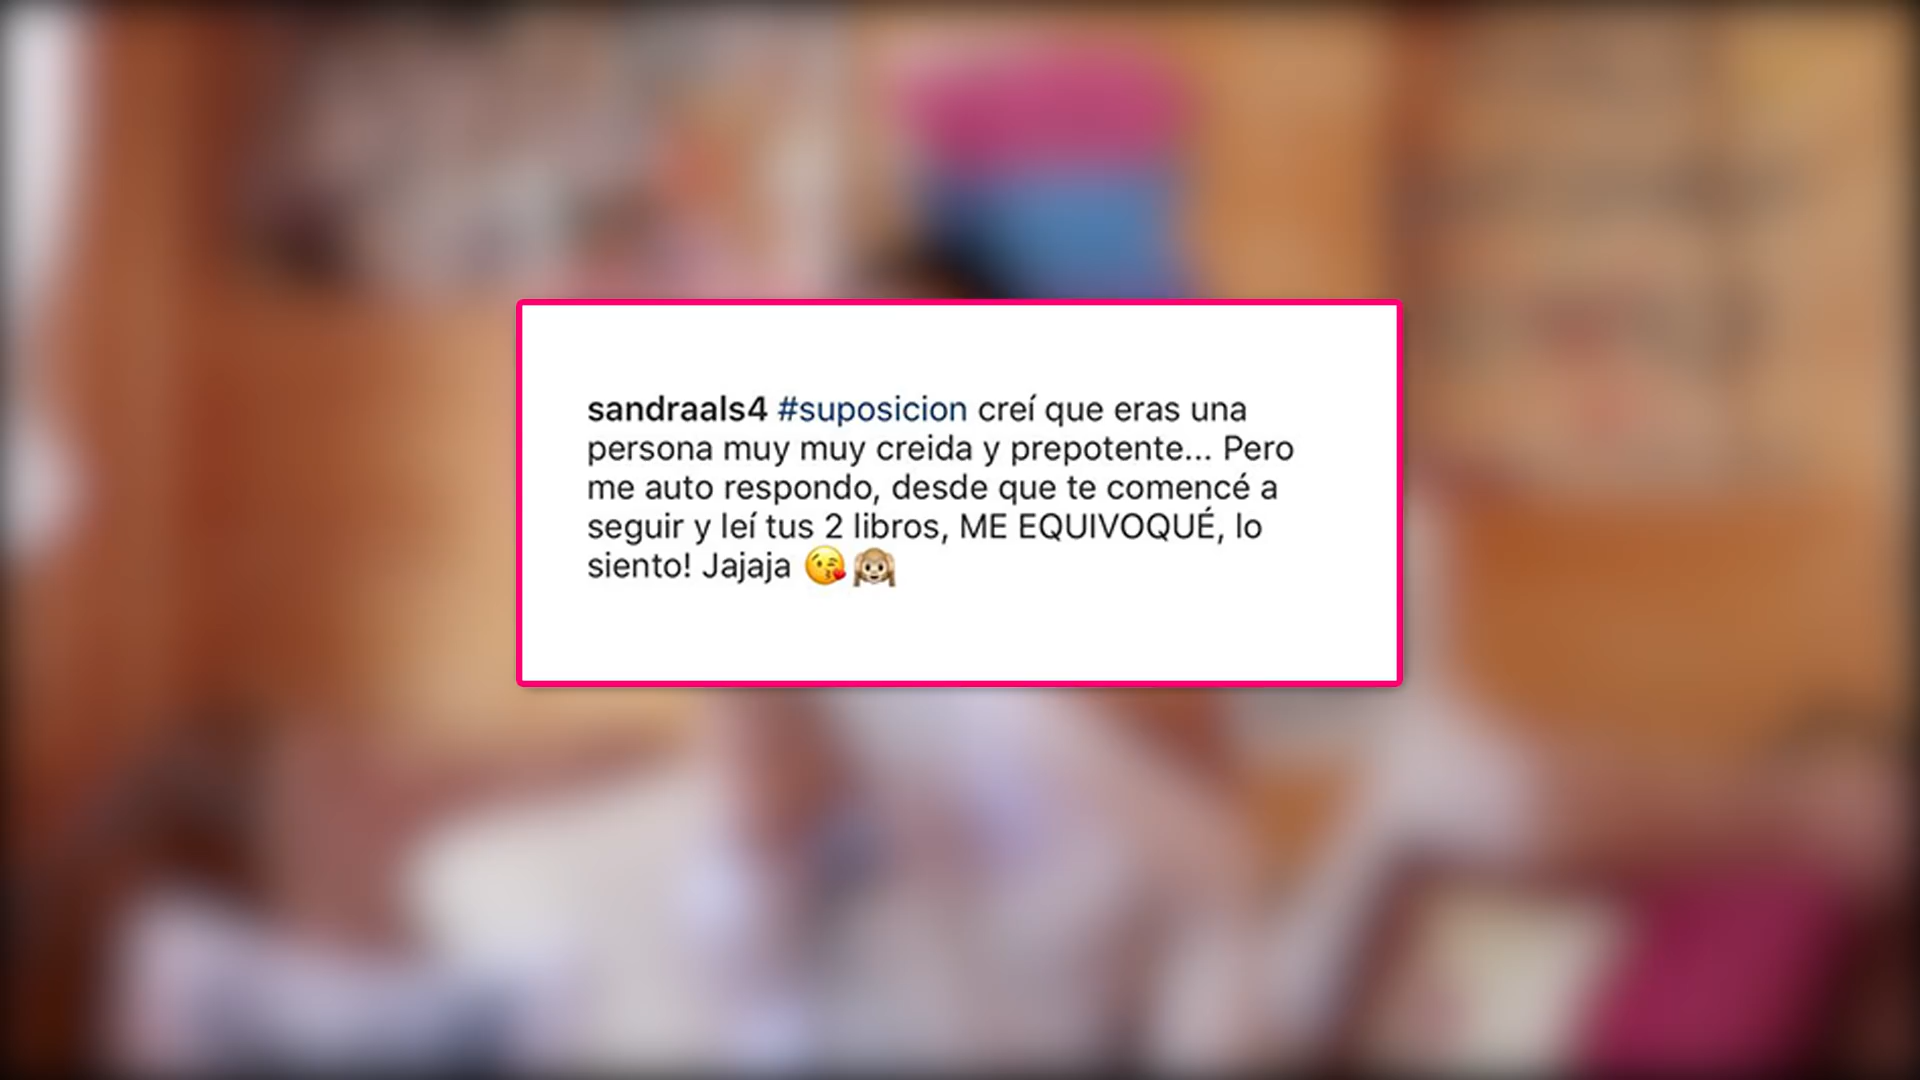 sandraals4 #suposicion creí que eras una
persona muy muy creida y prepotente... Pero
me auto respondo, desde que te comencé a
seguir y leí tus 2 libros, ME EQUIVOQUÉ, lo
siento! Jajaja 😘🙉